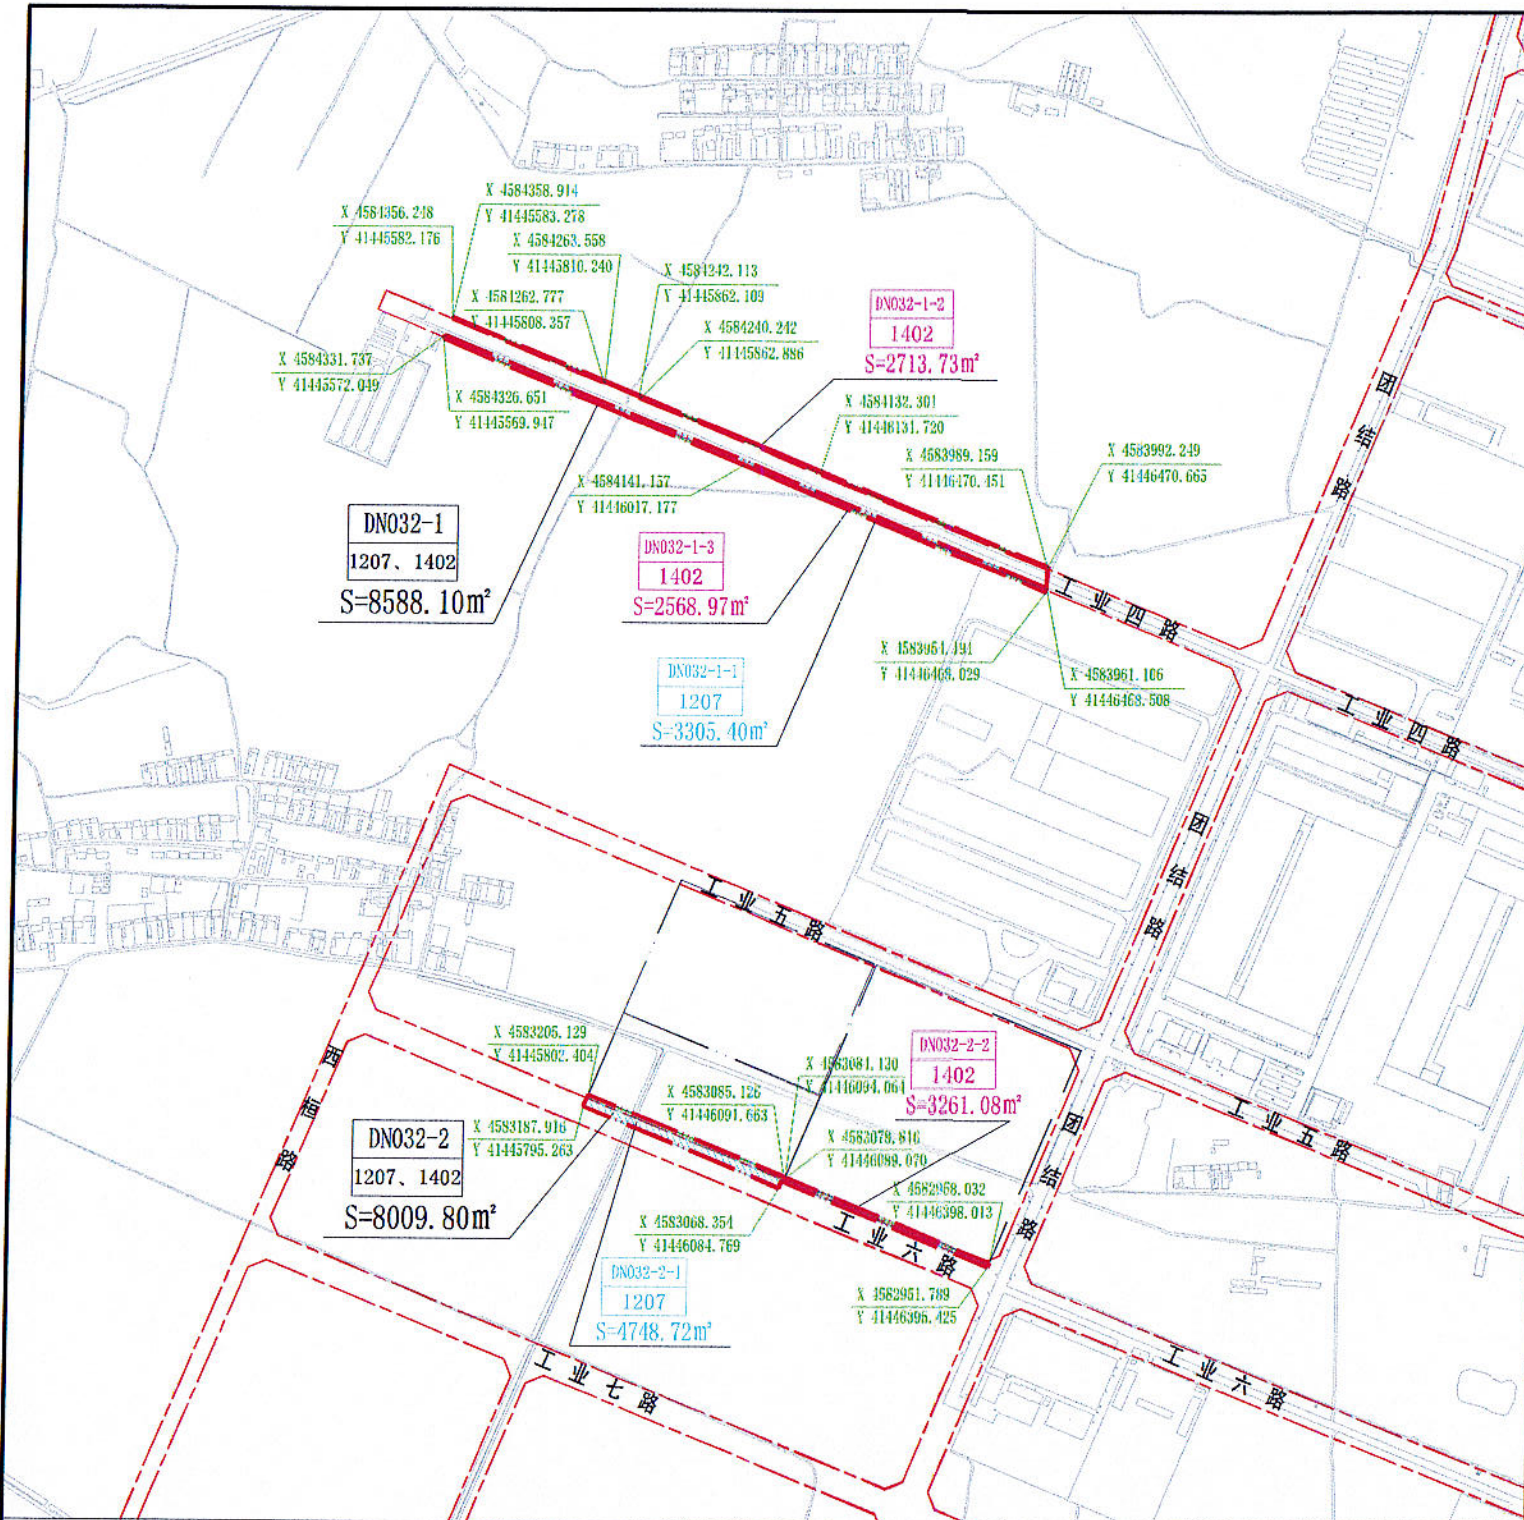 X 4584358.914
Y 41445583.278
X 4584356.248
Y 41445582.176
X 4584263.558
Y 41445810.240
X 4584262.777
Y 41445808.357
X 4584242.113
Y 41445862.109
X 4584240.242
Y 41445862.886
X 4584331.737
Y 41445572.049
X 4584326.651
Y 41445569.947
DN032-1-2
1402
S=2713.73m²
X 4584132.301
Y 41446131.720
X 4583989.159
Y 41446470.451
X 4583992.249
Y 41446470.665
X 4584141.157
Y 41446017.177
DN032-1
1207、1402
S=8588.10m²
DN032-1-3
1402
S=2568.97m²
DN032-1-1
1207
S=3305.40m²
Y 41446468.029
X 4583961.106
Y 41446468.508
团结路
工业四路
工业四路
团结路
工业五路
X 4583205.129
Y 41445802.404
X 4583187.916
Y 41445795.263
X 4583085.126
Y 41446091.663
X 4583084.130
Y 41446094.064
DN032-2-2
1402
S=3261.08m²
X 4583078.816
Y 41446089.070
X 4582968.032
Y 41446398.013
X 4583068.354
Y 41446084.769
X 4582951.789
Y 41446395.425
DN032-2
1207、1402
S=8009.80m²
DN032-2-1
1207
S=4748.72m²
西恒路
团结路
工业五路
工业六路
工业六路
工业七路